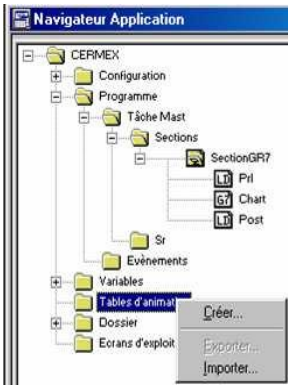 Navigateur Application
CERMEX
Configuration
Programme
Tâche Mast
Sections
SectionGR7
LD Prl
G7 Chart
LD Post
Sr
Evènements
Variables
Tables d'animat
Dossier
Ecrans d'exploit
Créer...
Exporter...
Importer...